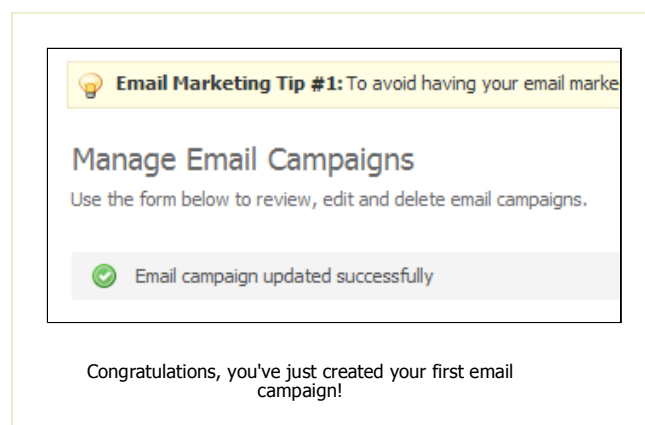 Email Marketing Tip #1: To avoid having your email marke
Manage Email Campaigns
Use the form below to review, edit and delete email campaigns.
Email campaign updated successfully
Congratulations, you've just created your first email
campaign!